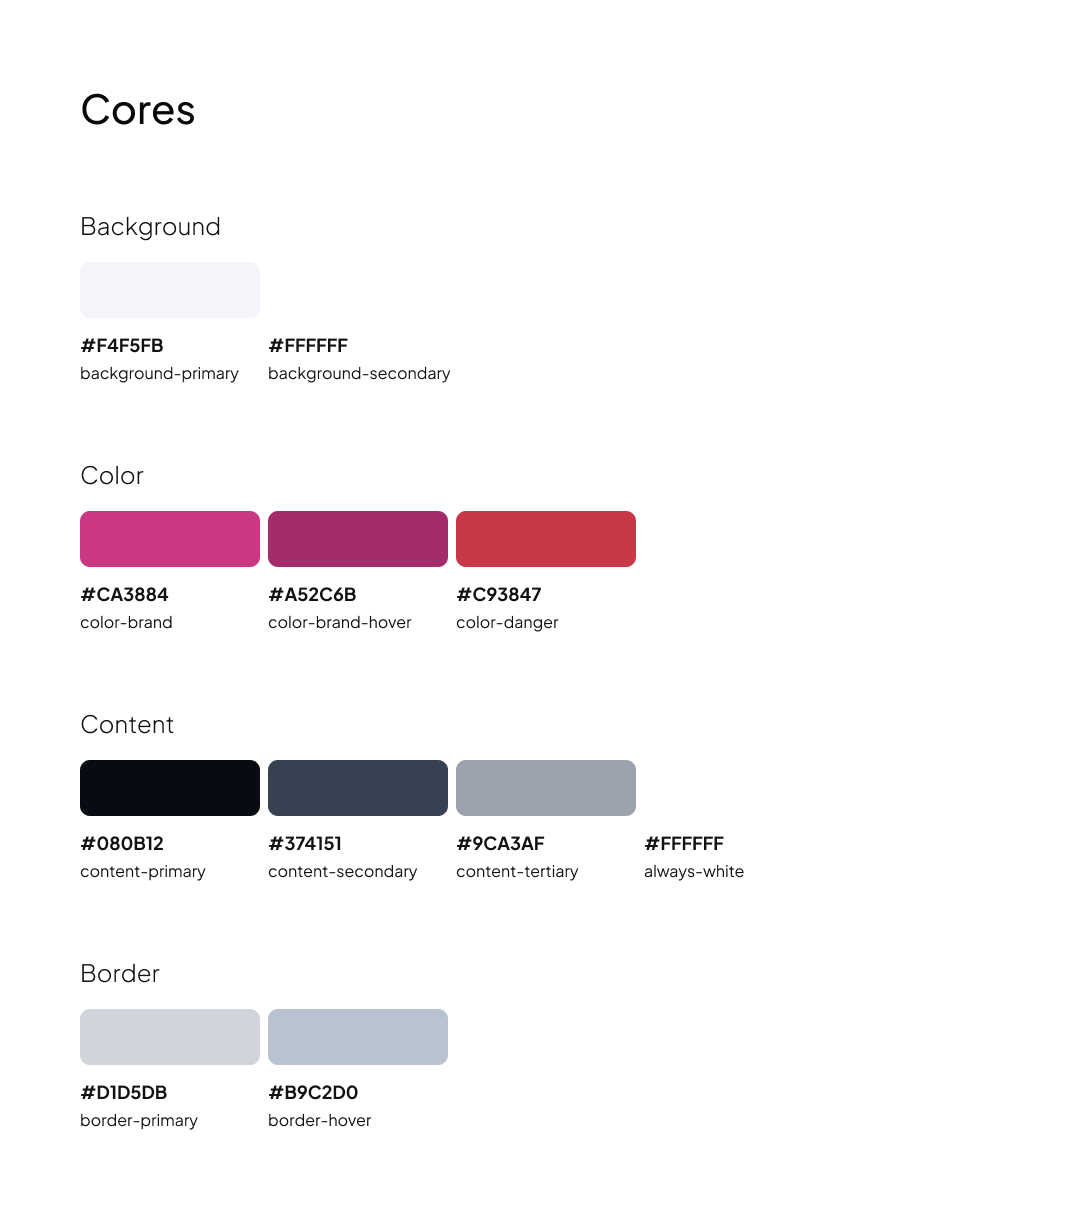 Cores
Background
#F4F5FB #FFFFFF
background-primary background-secondary
Color
#CA3884 #A52C6B #C93847
color-brand color-brand-hover color-danger
Content
#080B12 #374151 #9CA3AF #FFFFFF
content-primary content-secondary content-tertiary always-white
Border
#D1D5DB #B9C2D0
border-primary border-hover